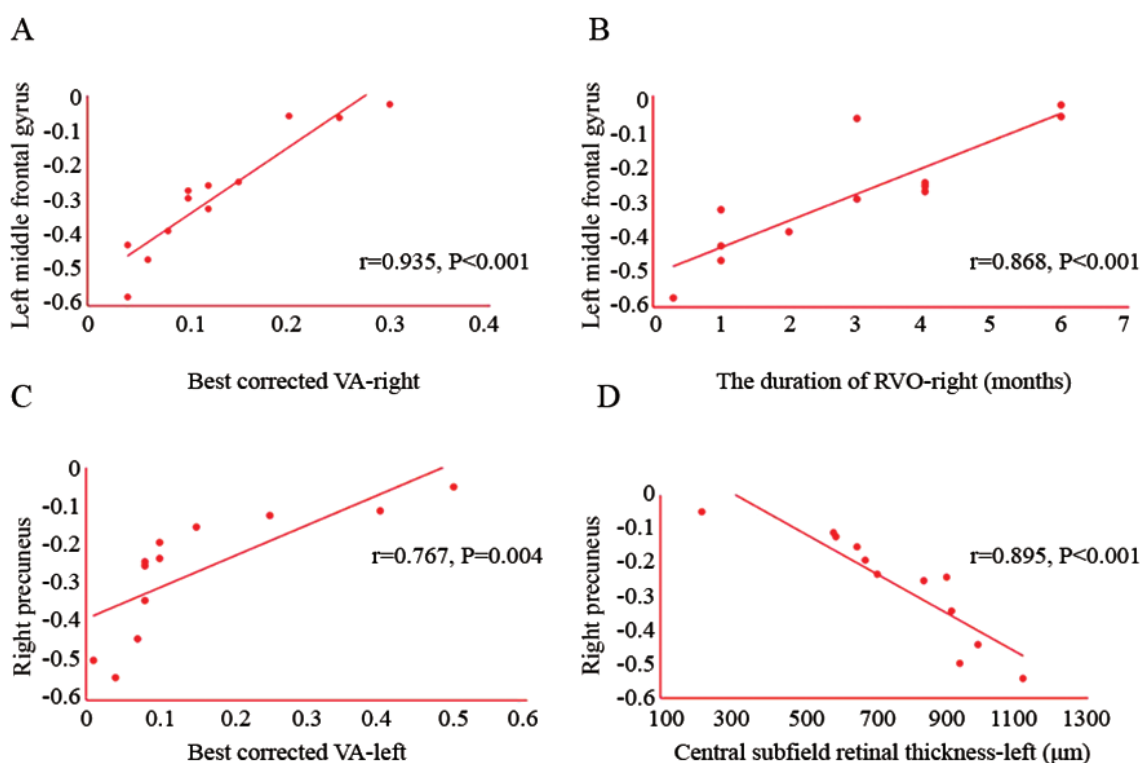 A
Left middle frontal gyrus
0
-0.1
-0.2
-0.3
-0.4
-0.5
-0.6
r=0.935, P<0.001
0 0.1 0.2 0.3 0.4
Best corrected VA-right
B
Left middle frontal gyrus
0
-0.1
-0.2
-0.3
-0.4
-0.5
-0.6
r=0.868, P<0.001
0 1 2 3 4 5 6 7
The duration of RVO-right (months)
C
Right precuneus
0
-0.1
-0.2
-0.3
-0.4
-0.5
-0.6
r=0.767, P=0.004
0 0.1 0.2 0.3 0.4 0.5 0.6
Best corrected VA-left
D
Right precuneus
0
-0.1
-0.2
-0.3
-0.4
-0.5
-0.6
r=0.895, P<0.001
100 300 500 700 900 1100 1300
Central subfield retinal thickness-left (μm)